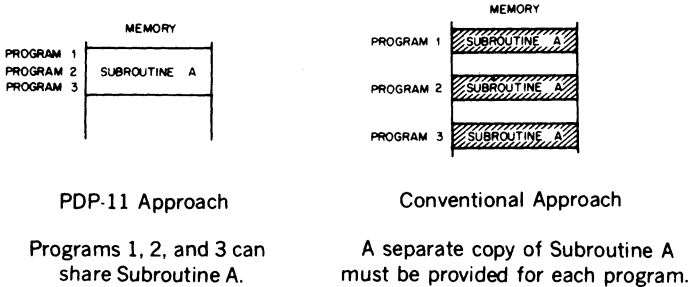 MEMORY
PROGRAM 1
PROGRAM 2
PROGRAM 3
SUBROUTINE A
PDP-11 Approach
Programs 1, 2, and 3 can
share Subroutine A.
MEMORY
PROGRAM 1
SUBROUTINE A
PROGRAM 2
SUBROUTINE A
PROGRAM 3
SUBROUTINE A
Conventional Approach
A separate copy of Subroutine A
must be provided for each program.